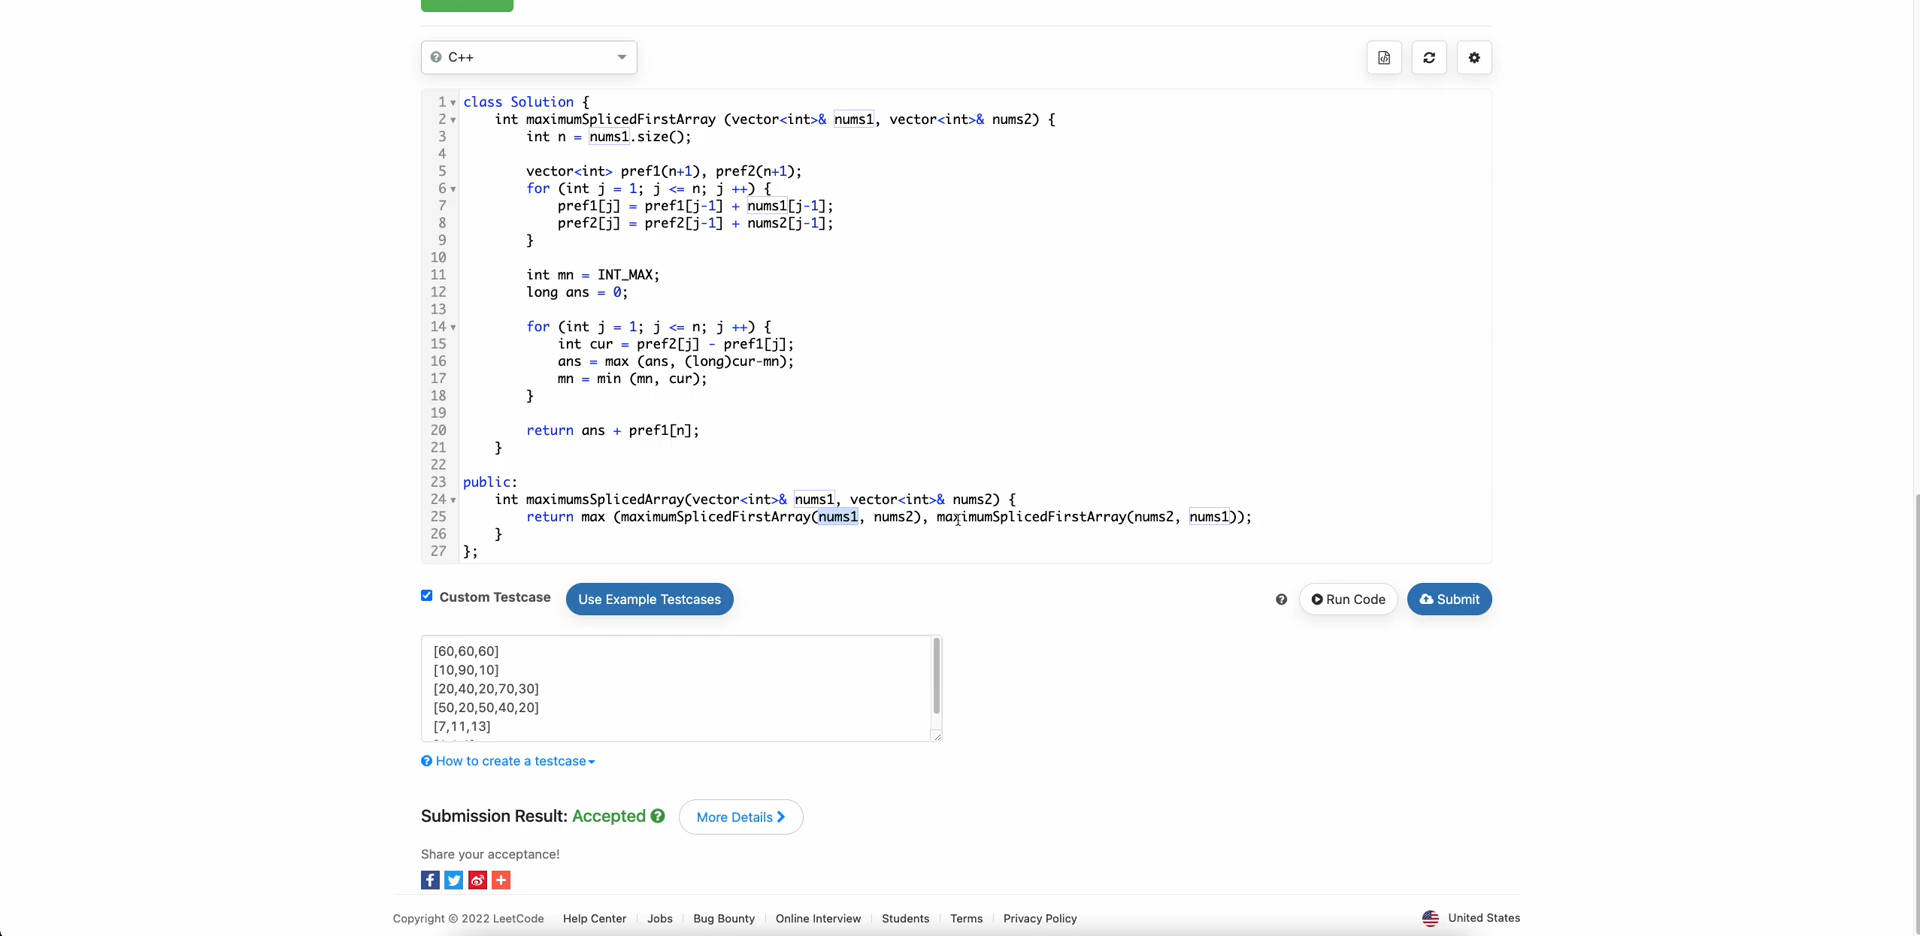 C++
1 class Solution {
2 int maximumSplicedFirstArray (vector<int>& nums1, vector<int>& nums2) {
3 int n = nums1.size();
4
5 vector<int> pref1(n+1), pref2(n+1);
6 for (int j = 1; j <= n; j ++) {
7 pref1[j] = pref1[j-1] + nums1[j-1];
8 pref2[j] = pref2[j-1] + nums2[j-1];
9 }
10
11 int mn = INT_MAX;
12 long ans = 0;
13
14 for (int j = 1; j <= n; j ++) {
15 int cur = pref2[j] - pref1[j];
16 ans = max (ans, (long)cur-mn);
17 mn = min (mn, cur);
18 }
19
20 return ans + pref1[n];
21 }
22
23 public:
24 int maximumsSplicedArray(vector<int>& nums1, vector<int>& nums2) {
25 return max (maximumSplicedFirstArray(nums1, nums2), maximumSplicedFirstArray(nums2, nums1));
26 }
27 };
Custom Testcase Use Example Testcases Run Code Submit
[60,60,60]
[10,90,10]
[20,40,20,70,30]
[50,20,50,40,20]
[7,11,13]
How to create a testcase
Submission Result: Accepted More Details
Share your acceptance!
Copyright © 2022 LeetCode Help Center Jobs Bug Bounty Online Interview Students Terms Privacy Policy United States